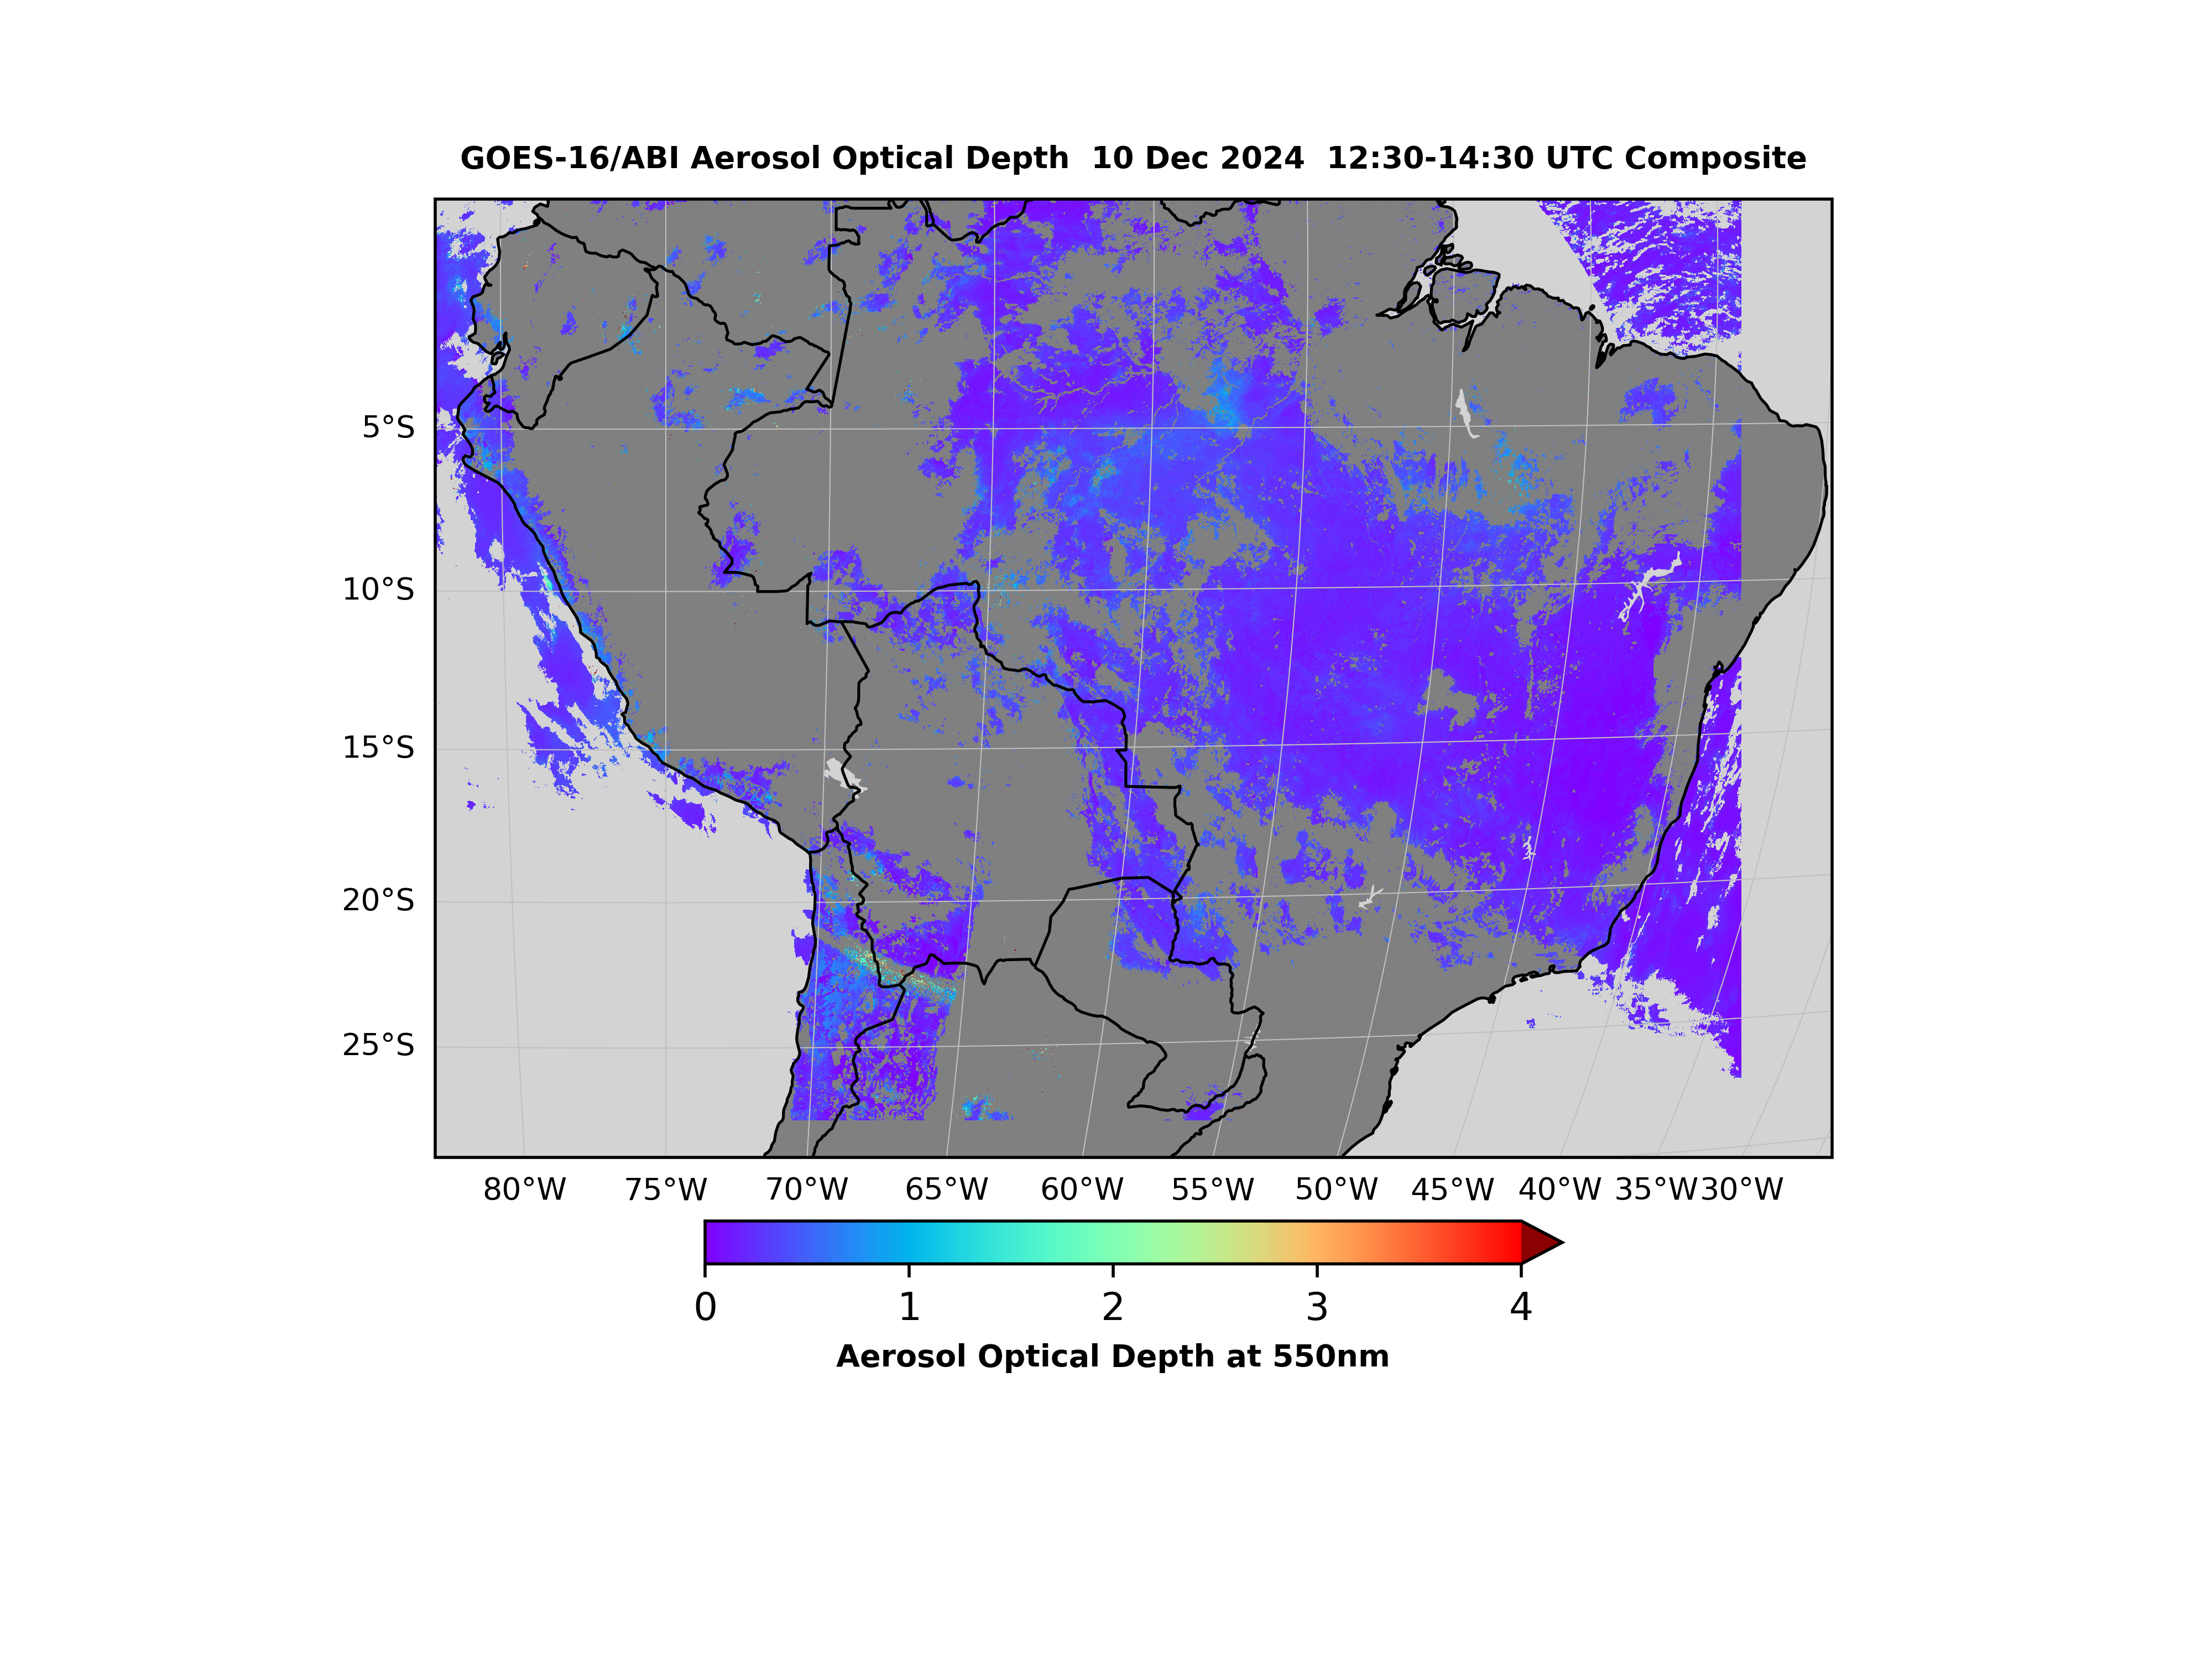 GOES-16/ABI Aerosol Optical Depth  10 Dec 2024  12:30-14:30 UTC Composite
5°S
10°S
15°S
20°S
25°S
80°W 75°W 70°W 65°W 60°W 55°W 50°W 45°W 40°W 35°W 30°W
0 1 2 3 4
Aerosol Optical Depth at 550nm